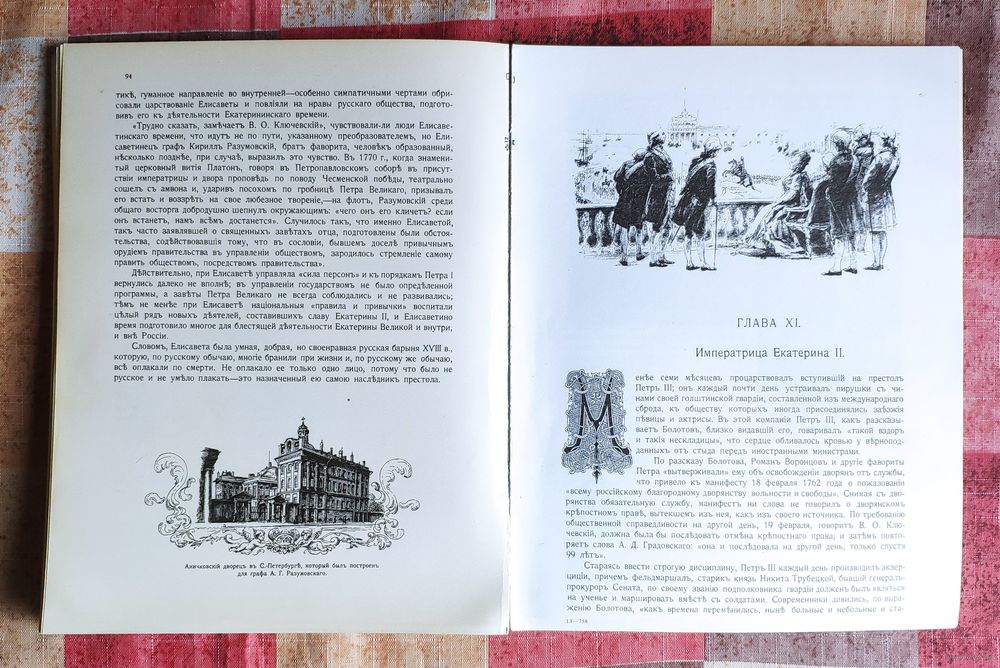 94
тикѣ, гуманное направленіе во внутренней—особенно симпатичными чертами обри-
совали царствованіе Елисаветы и повліяли на нравы русскаго общества, подготo-
вивъ его къ дѣятельности Екатерининскаго времени.
«Трудно сказать, замѣчаетъ В. О. Ключевскій», чувствовали-ли люди Елисаве-
тинскаго времени, что идутъ не по пути, указанному преобразователемъ, но Ели-
саветинецъ графъ Кириллъ Разумовскій, братъ фаворита, человѣкъ образованный,
нѣсколько позднѣе, при случаѣ, выразилъ это чувство. Въ 1770 г., когда знамени-
тый церковный витія Платонъ, говоря въ Петропавловскомъ соборѣ въ присут-
ствіи императрицы и двора проповѣдь по поводу Чесменской побѣды, театрально
сошелъ съ амвона и, ударивъ посохомъ по гробницѣ Петра Великаго, призывалъ
его встать и воззрѣть на свое любезное твореніе,—на флотъ, Разумовскій среди
общаго восторга добродушно шепнулъ окружающимъ: «чего онъ его кличетъ? если
онъ встанетъ, намъ всѣмъ достанется». Случилось такъ, что именно Елисаветой,
такъ часто заявлявшей о священныхъ завѣтахъ отца, подготовлены были обстоя-
тельства, содѣйствовавшія тому, что въ сословіи, бывшемъ доселѣ привычнымъ
орудіемъ правительства въ управленіи обществомъ, зародилось стремленіе самому
править обществомъ, посредствомъ правительства».
Дѣйствительно, при Елисаветѣ управляла «сила персонъ» и къ порядкамъ Петра I
вернулись далеко не вполнѣ; въ управленіи государствомъ не было опредѣленной
программы, а завѣты Петра Великаго не всегда соблюдались и не развивались;
тѣмъ не менѣе при Елисаветѣ національныя «правила и привычки» воспитали
цѣлый рядъ новыхъ дѣятелей, составившихъ славу Екатерины II, и Елисаветино
время подготовило многое для блестящей дѣятельности Екатерины Великой и внутри,
и внѣ Россіи.
Словомъ, Елисавета была умная, добрая, но своенравная русская барыня XVIII в.,
которую, по русскому обычаю, многіе бранили при жизни и, по русскому же обычаю,
всѣ оплакали по смерти. Не оплакало ее только одно лицо, потому что было не
русское и не умѣло плакать—это назначенный ею самою наслѣдникъ престола.
Аничковскій дворецъ въ С.-Петербургѣ, который былъ построенъ
для графа А. Г. Разумовскаго.
ГЛАВА XI.
Императрица Екатерина II.
Менѣе семи мѣсяцевъ процарствовалъ вступившій на престолъ
Петръ III; онъ каждый почти день устраивалъ пирушки съ чи-
нами своей голштинской гвардіи, составленной изъ международнаго
сброда, къ обществу которыхъ иногда присоединялись заѣзжія
пѣвицы и актрисы. Въ этой компаніи Петръ III, какъ разсказы-
ваетъ Болотовъ, близко видавшій его, говаривалъ «такой вздоръ
и такія нескладицы», что сердце обливалось кровью у вѣрнопод-
данныхъ отъ стыда передъ иностранными министрами.
По разсказу Болотова, Романъ Воронцовъ и другіе фавориты
Петра «вытверживали» ему объ освобожденіи дворянъ отъ службы,
что привело къ манифесту 18 февраля 1762 года о пожалованіи
«всему россійскому благородному дворянству вольности и свободы». Снимая съ дво-
рянства обязательную службу, манифестъ ни слова не говорилъ о дворянскомъ
крѣпостномъ правѣ, вытекшемъ изъ нея, какъ изъ своего источника. По требованію
общественной справедливости на другой день, 19 февраля, говоритъ В. О. Клю-
чевскій, должна была бы послѣдовать отмѣна крѣпостнаго права; и затѣмъ повто-
ряетъ слова А. Д. Градовскаго: «она и послѣдовала на другой день, только спустя
99 лѣтъ».
Стараясь ввести строгую дисциплину, Петръ III каждый день производилъ экзер-
циціи, причемъ фельдмаршалъ, старикъ князь Никита Трубецкой, бывшій генералъ-
прокуроръ Сената, по своему званію подполковника гвардіи долженъ былъ являться
на ученье и маршировать вмѣстѣ съ солдатами. Современники дивились, по выра-
женію Болотова, «какъ времена перемѣнились, нынѣ больные и небольные и ста-
13—758